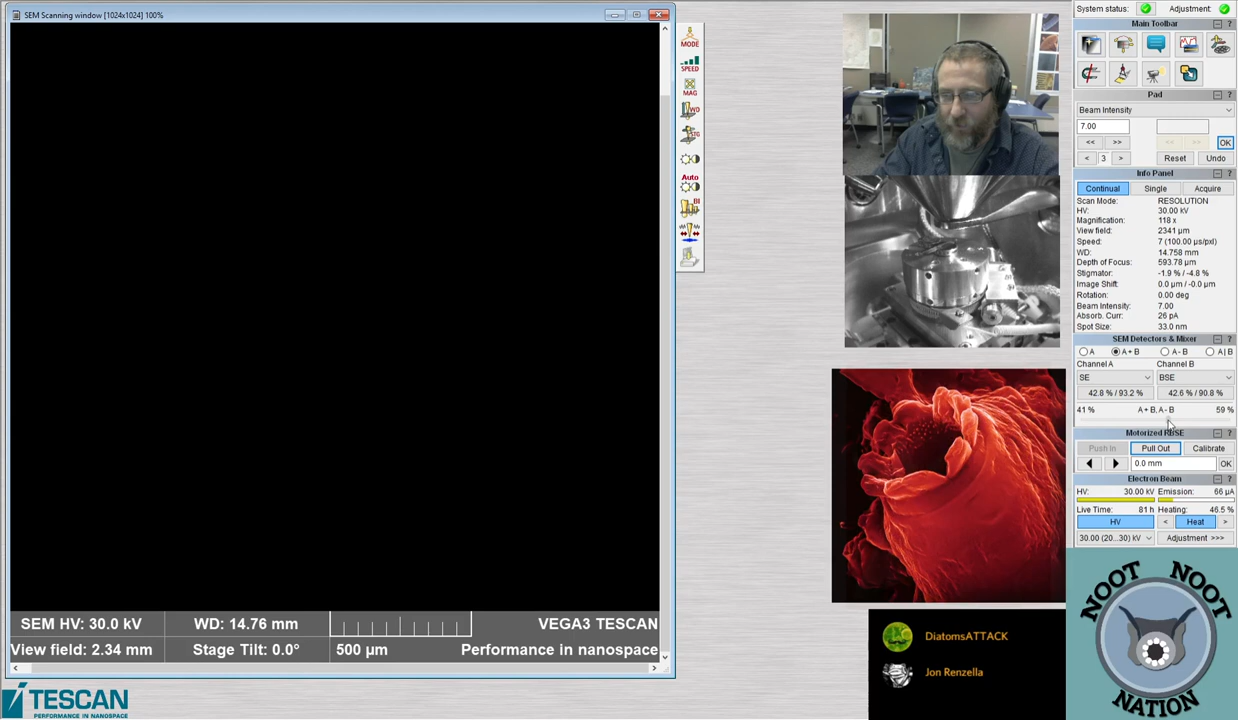 SEM Scanning window [1024x1024] 100%
MODE
SPEED
MAG
WD
STG
Auto
BI
SEM HV: 30.0 kV
WD: 14.76 mm
VEGA3 TESCAN
View field: 2.34 mm
Stage Tilt: 0.0°
500 µm
Performance in nanospace
TESCAN
PERFORMANCE IN NANOSPACE
DiatomsATTACK
Jon Renzella
System status:
Adjustment:
Main Toolbar
Pad
Beam Intensity
7.00
<< >>
<< >>
OK
< 3 >
Reset
Undo
Info Panel
Continual
Single
Acquire
Scan Mode: RESOLUTION
HV: 30.00 kV
Magnification: 118 x
View field: 2341 µm
Speed: 7 (100.00 µs/pxl)
WD: 14.758 mm
Depth of Focus: 593.78 µm
Stigmator: -1.9 % / -4.8 %
Image Shift: 0.0 µm / -0.0 µm
Rotation: 0.00 deg
Beam Intensity: 7.00
Absorb. Curr: 26 pA
Spot Size: 33.0 nm
SEM Detectors & Mixer
A
A + B
A - B
A | B
Channel A
Channel B
SE
BSE
42.8 % / 93.2 %
42.6 % / 90.8 %
41 %
A + B, A - B
59 %
Motorized RBSE
Push In
Pull Out
Calibrate
0.0 mm
OK
Electron Beam
HV: 30.00 kV
Emission: 66 µA
Live Time: 81 h
Heating: 46.5 %
HV
< Heat >
30.00 (20...30) kV
Adjustment >>>
NOOT NOOT
NATION